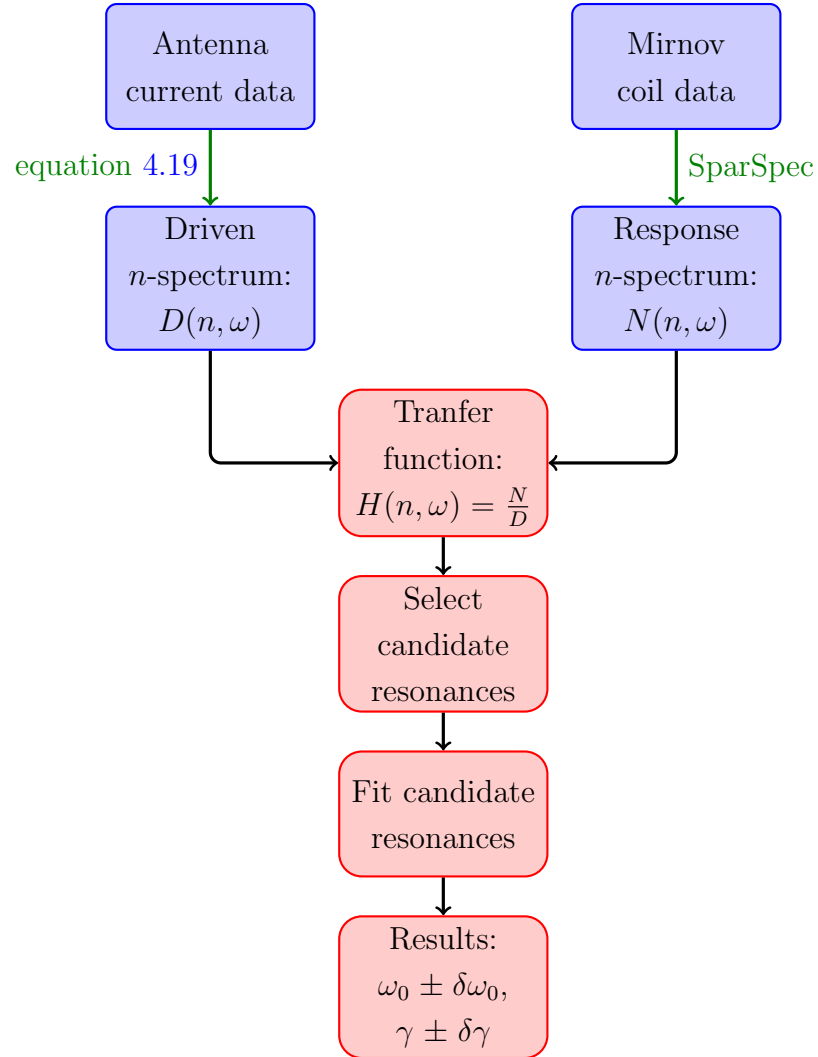 Antenna
current data
Mirnov
coil data
equation 4.19
SparSpec
Driven
n-spectrum:
D(n, ω)
Response
n-spectrum:
N(n, ω)
Tranfer
function:
H(n, ω) = N/D
Select
candidate
resonances
Fit candidate
resonances
Results:
ω₀ ± δω₀,
γ ± δγ